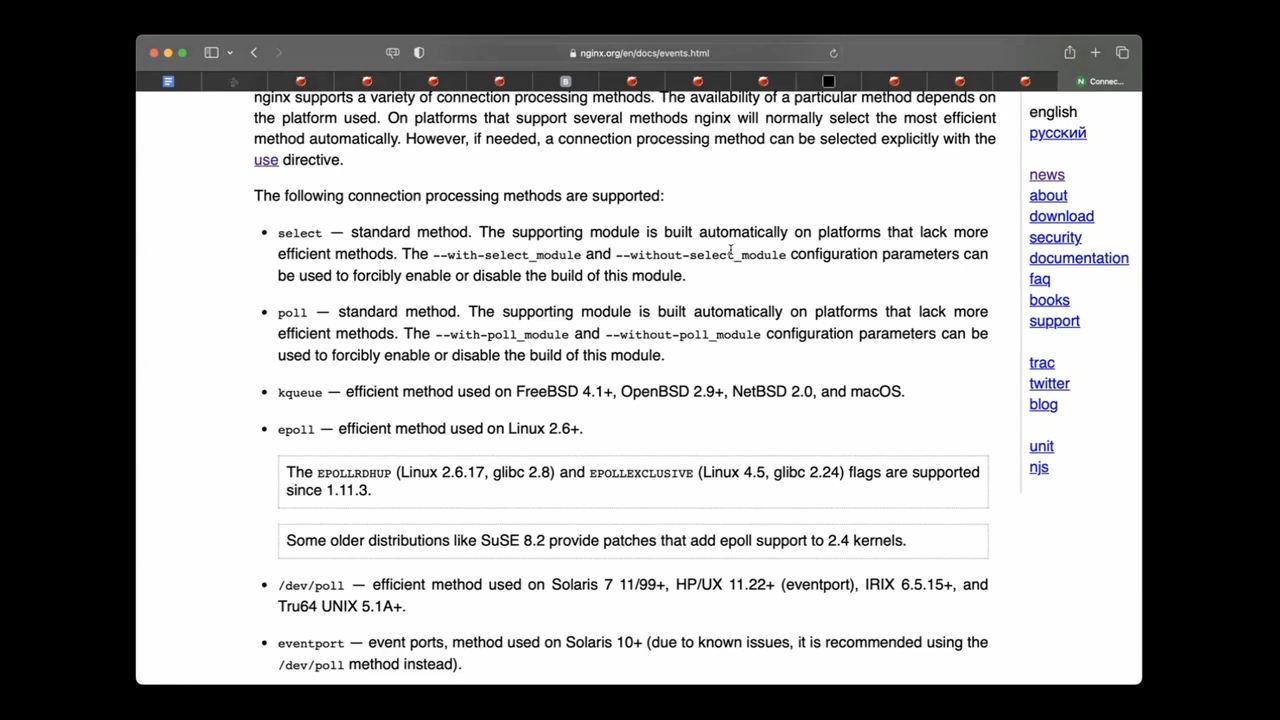 nginx.org/en/docs/events.html
B
N Connec...
nginx supports a variety of connection processing methods. The availability of a particular method depends on
the platform used. On platforms that support several methods nginx will normally select the most efficient
method automatically. However, if needed, a connection processing method can be selected explicitly with the
use directive.
The following connection processing methods are supported:
• select — standard method. The supporting module is built automatically on platforms that lack more
efficient methods. The --with-select_module and --without-select_module configuration parameters can
be used to forcibly enable or disable the build of this module.
• poll — standard method. The supporting module is built automatically on platforms that lack more
efficient methods. The --with-poll_module and --without-poll_module configuration parameters can be
used to forcibly enable or disable the build of this module.
• kqueue — efficient method used on FreeBSD 4.1+, OpenBSD 2.9+, NetBSD 2.0, and macOS.
• epoll — efficient method used on Linux 2.6+.
The EPOLLRDHUP (Linux 2.6.17, glibc 2.8) and EPOLLEXCLUSIVE (Linux 4.5, glibc 2.24) flags are supported
since 1.11.3.
Some older distributions like SuSE 8.2 provide patches that add epoll support to 2.4 kernels.
• /dev/poll — efficient method used on Solaris 7 11/99+, HP/UX 11.22+ (eventport), IRIX 6.5.15+, and
Tru64 UNIX 5.1A+.
• eventport — event ports, method used on Solaris 10+ (due to known issues, it is recommended using the
/dev/poll method instead).
english
русский
news
about
download
security
documentation
faq
books
support
trac
twitter
blog
unit
njs